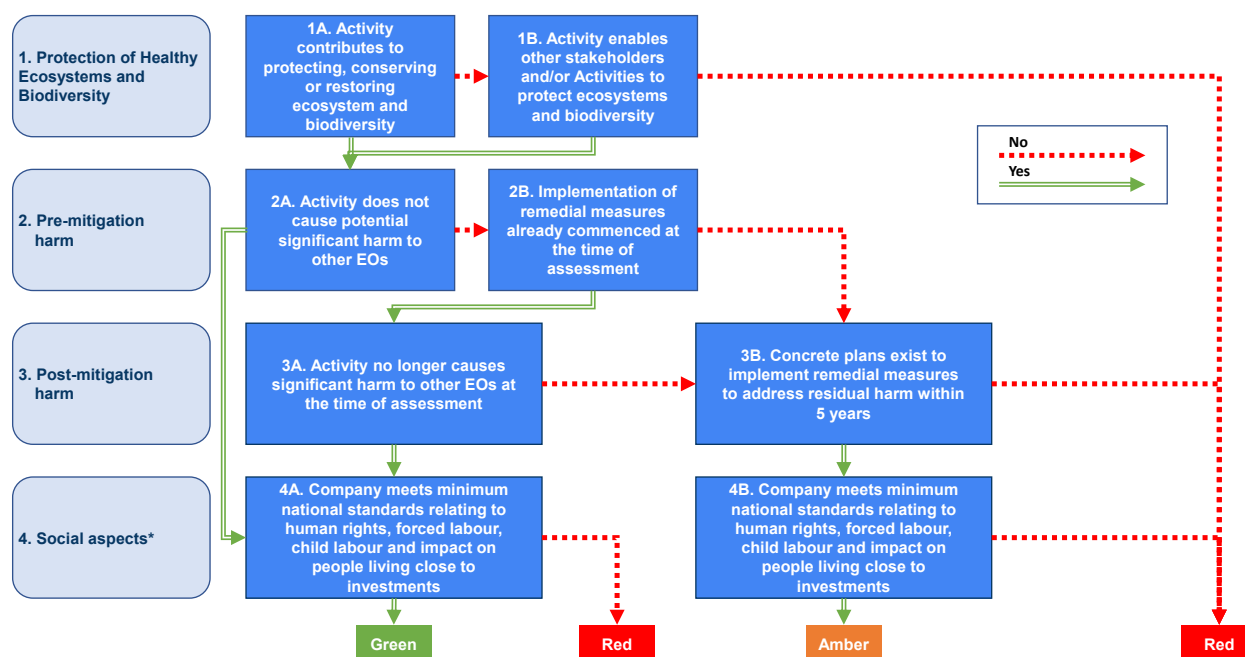 1. Protection of Healthy
Ecosystems and
Biodiversity
1A. Activity
contributes to
protecting, conserving
or restoring
ecosystem and
biodiversity
1B. Activity enables
other stakeholders
and/or Activities to
protect ecosystems
and biodiversity
No
Yes
2. Pre-mitigation
harm
2A. Activity does not
cause potential
significant harm to
other EOs
2B. Implementation of
remedial measures
already commenced at
the time of
assessment
3. Post-mitigation
harm
3A. Activity no longer causes
significant harm to other EOs at
the time of assessment
3B. Concrete plans exist to
implement remedial measures
to address residual harm within
5 years
4. Social aspects*
4A. Company meets minimum
national standards relating to
human rights, forced labour,
child labour and impact on
people living close to
investments
4B. Company meets minimum
national standards relating to
human rights, forced labour,
child labour and impact on
people living close to
investments
Green
Red
Amber
Red